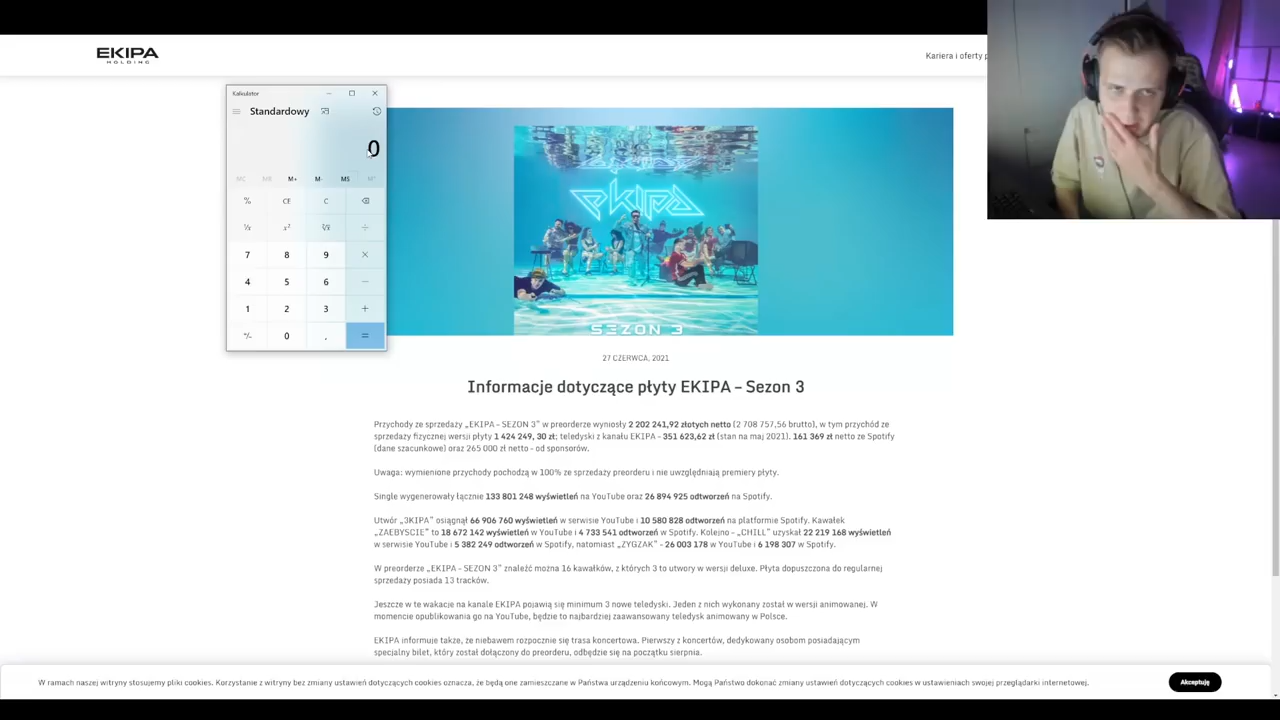 EKIPA
HOLDING
Kariera i oferty p
Kalkulator
Standardowy
0
MC MR M+ M- MS M˅
% CE C
¹/x x² ²√x ÷
7 8 9 ×
4 5 6 −
1 2 3 +
+/- 0 , =
ekipa
SEZON 3
27 CZERWCA, 2021
Informacje dotyczące płyty EKIPA – Sezon 3
Przychody ze sprzedaży „EKIPA – SEZON 3” w preorderze wyniosły 2 202 241,92 złotych netto (2 708 757,56 brutto), w tym przychód ze
sprzedaży fizycznej wersji płyty 1 424 249, 30 zł; teledyski z kanału EKIPA – 351 623,62 zł (stan na maj 2021). 161 369 zł netto ze Spotify
(dane szacunkowe) oraz 265 000 zł netto – od sponsorów.
Uwaga: wymienione przychody pochodzą w 100% ze sprzedaży preorderu i nie uwzględniają premiery płyty.
Single wygenerowały łącznie 133 801 248 wyświetleń na YouTube oraz 26 894 925 odtworzeń na Spotify.
Utwór „3KIPA” osiągnął 66 906 760 wyświetleń w serwisie YouTube i 10 580 828 odtworzeń na platformie Spotify. Kawałek
„ZAEBYŚCIE” to 18 672 142 wyświetleń w YouTube i 4 733 541 odtworzeń w Spotify. Kolejno – „CHILL” uzyskał 22 219 168 wyświetleń
w serwisie YouTube i 5 382 249 odtworzeń w Spotify, natomiast „ZYGZAK” – 26 003 178 w YouTube i 6 198 307 w Spotify.
W preorderze „EKIPA – SEZON 3” znaleźć można 16 kawałków, z których 3 to utwory w wersji deluxe. Płyta dopuszczona do regularnej
sprzedaży posiada 13 tracków.
Jeszcze w te wakacje na kanale EKIPA pojawią się minimum 3 nowe teledyski. Jeden z nich wykonany został w wersji animowanej. W
momencie opublikowania go na YouTube, będzie to najbardziej zaawansowany teledysk animowany w Polsce.
EKIPA informuje także, że niebawem rozpocznie się trasa koncertowa. Pierwszy z koncertów, dedykowany osobom posiadającym
specjalny bilet, który został dołączony do preorderu, odbędzie się na początku sierpnia.
W ramach naszej witryny stosujemy pliki cookies. Korzystanie z witryny bez zmiany ustawień dotyczących cookies oznacza, że będą one zamieszczane w Państwa urządzeniu końcowym. Mogą Państwo dokonać zmiany ustawień dotyczących cookies w ustawieniach swojej przeglądarki internetowej.
Akceptuję